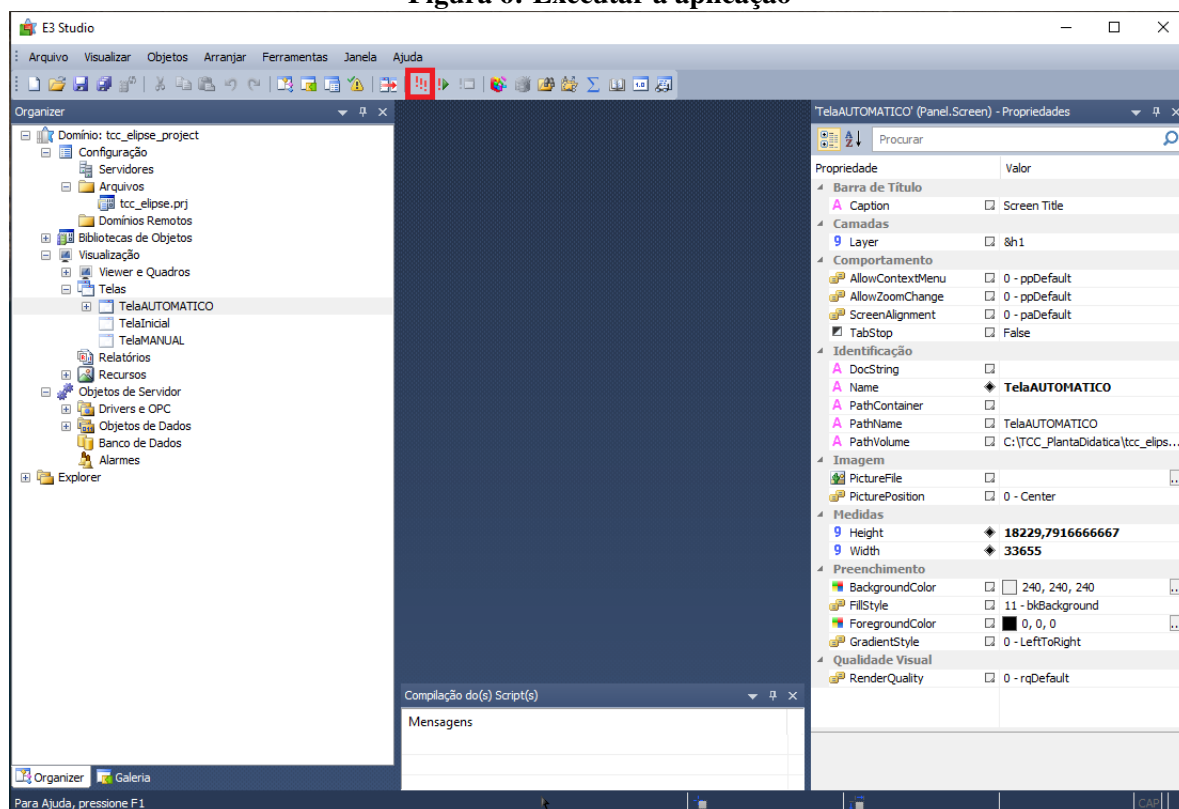 Figura 6: Executar a aplicação
E3 Studio
Arquivo Visualizar Objetos Arranjar Ferramentas Janela Ajuda
Organizer
Domínio: tcc_elipse_project
Configuração
Servidores
Arquivos
tcc_elipse.prj
Domínios Remotos
Bibliotecas de Objetos
Visualização
Viewer e Quadros
Telas
TelaAUTOMATICO
TelaInicial
TelaMANUAL
Relatórios
Recursos
Objetos de Servidor
Drivers e OPC
Objetos de Dados
Banco de Dados
Alarmes
Explorer
Organizer Galeria
Compilação do(s) Script(s)
Mensagens
'TelaAUTOMATICO' (Panel.Screen) - Propriedades
Procurar
Propriedade Valor
Barra de Título
Caption Screen Title
Camadas
Layer &h1
Comportamento
AllowContextMenu 0 - ppDefault
AllowZoomChange 0 - ppDefault
ScreenAlignment 0 - paDefault
TabStop False
Identificação
DocString
Name TelaAUTOMATICO
PathContainer
PathName TelaAUTOMATICO
PathVolume C:\TCC_PlantaDidatica\tcc_elips...
Imagem
PictureFile
PicturePosition 0 - Center
Medidas
Height 18229,7916666667
Width 33655
Preenchimento
BackgroundColor 240, 240, 240
FillStyle 11 - bkBackground
ForegroundColor 0, 0, 0
GradientStyle 0 - LeftToRight
Qualidade Visual
RenderQuality 0 - rqDefault
Para Ajuda, pressione F1
CAP